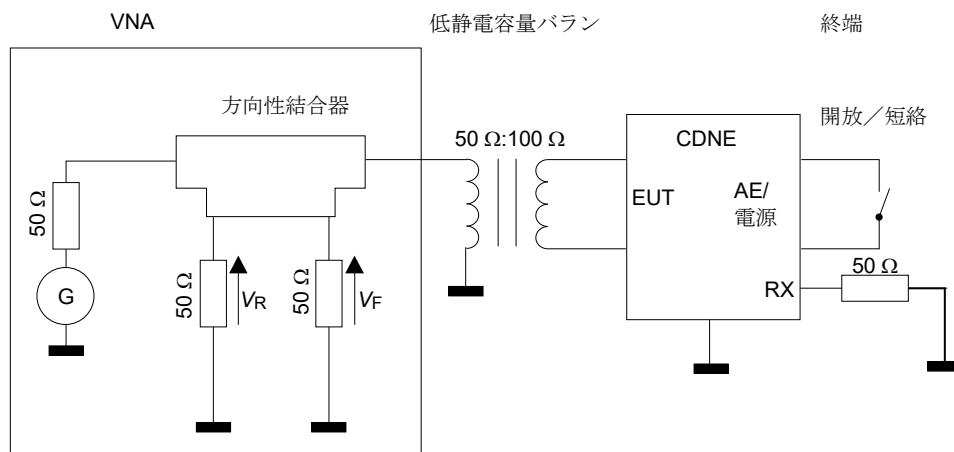 VNA
低静電容量バラン
終端
方向性結合器
開放／短絡
50 Ω:100 Ω
CDNE
EUT
AE/
電源
50 Ω
G
50 Ω
VR
50 Ω
VF
RX
50 Ω